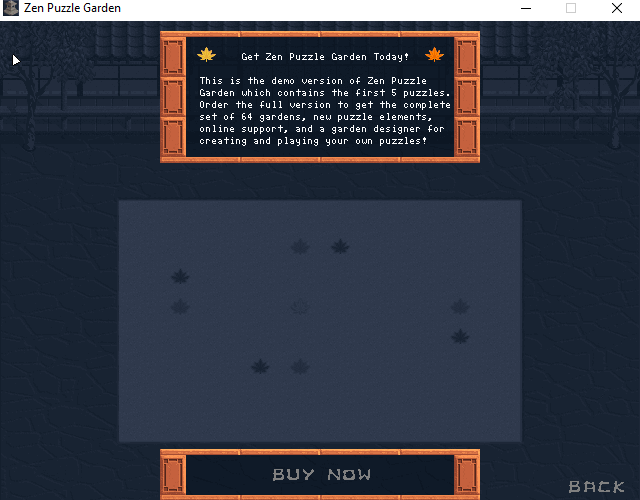 Zen Puzzle Garden
Get Zen Puzzle Garden Today!
This is the demo version of Zen Puzzle
Garden which contains the first 5 puzzles.
Order the full version to get the complete
set of 64 gardens, new puzzle elements,
online support, and a garden designer for
creating and playing your own puzzles!
BUY NOW
BACK